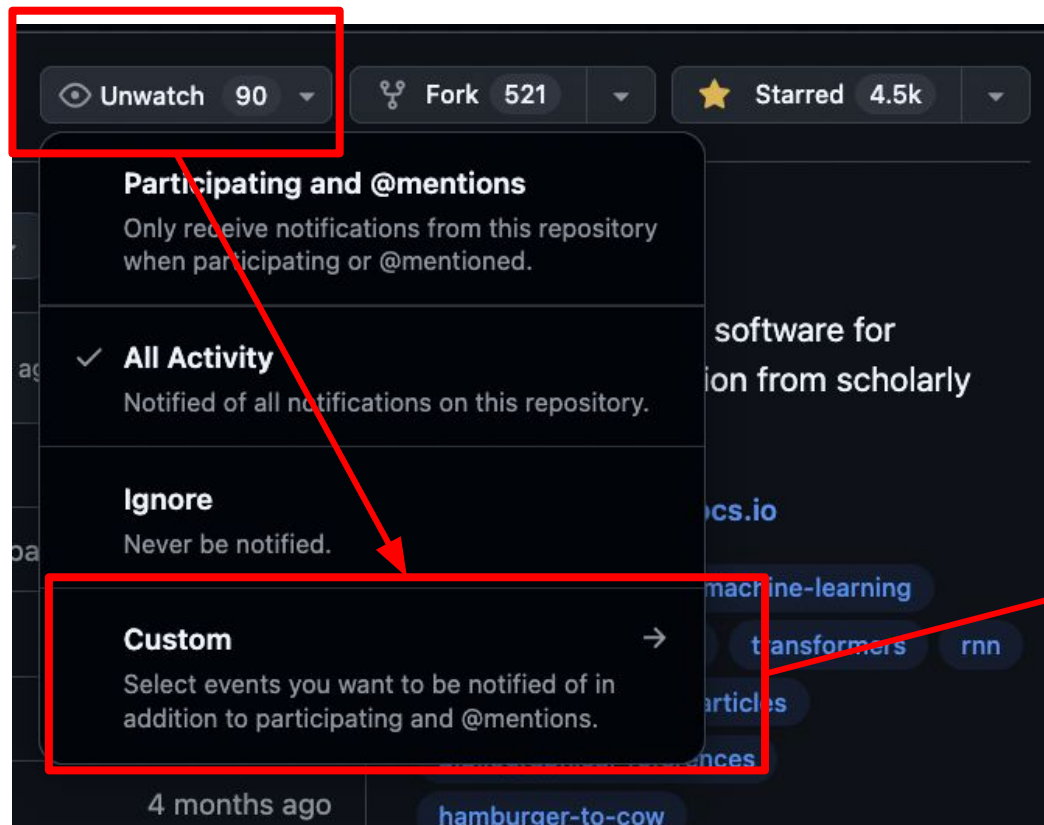 Unwatch 90
Fork 521
Starred 4.5k
Participating and @mentions
Only receive notifications from this repository
when participating or @mentioned.
software for
All Activity
ion from scholarly
Notified of all notifications on this repository.
Ignore
ocs.io
Never be notified.
machine-learning
Custom
transformers
rnn
Select events you want to be notified of in
articles
addition to participating and @mentions.
4 months ago
hamburger-to-cow